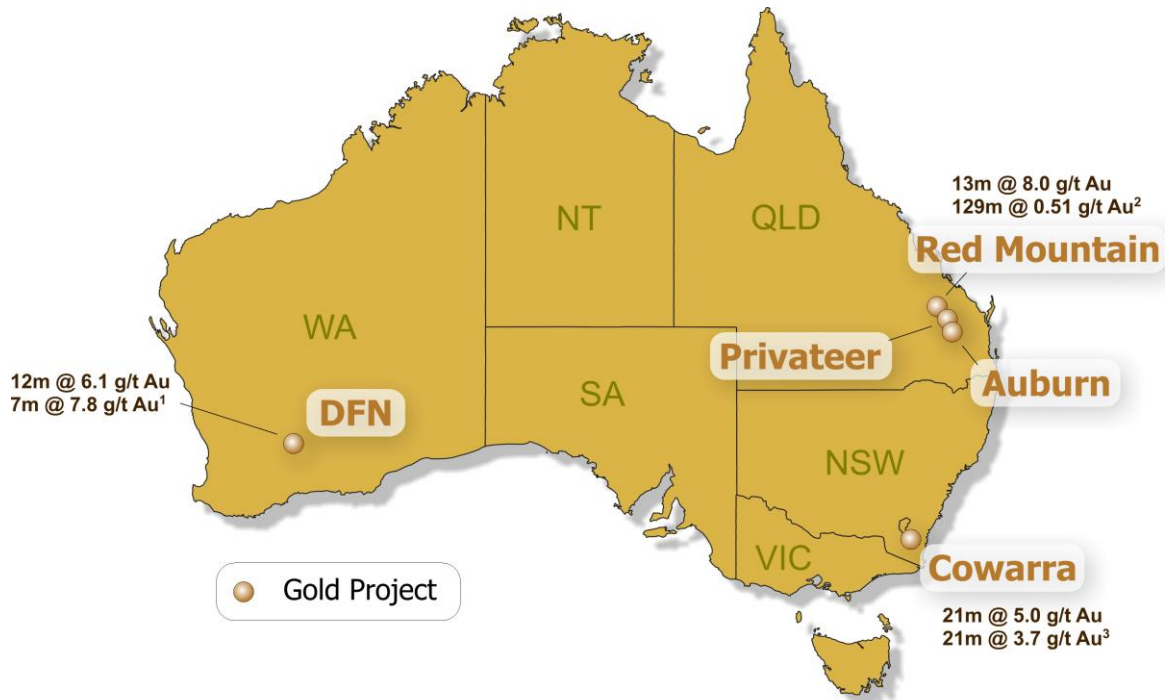 13m @ 8.0 g/t Au
129m @ 0.51 g/t Au²
Red Mountain
NT
QLD
WA
Privateer
Auburn
SA
12m @ 6.1 g/t Au
7m @ 7.8 g/t Au¹
DFN
NSW
VIC
Cowarra
Gold Project
21m @ 5.0 g/t Au
21m @ 3.7 g/t Au³